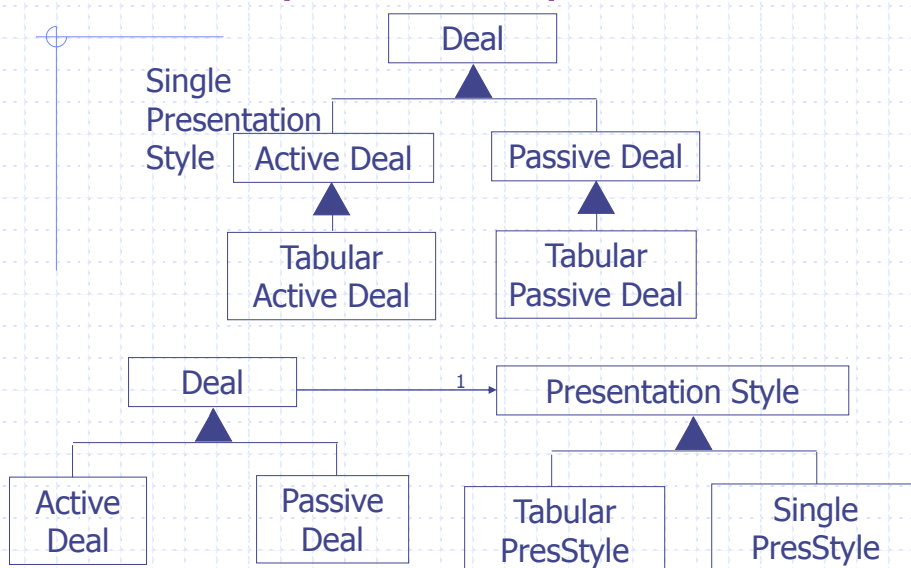 Deal
Single
Presentation
Style
Active Deal
Passive Deal
Tabular
Active Deal
Tabular
Passive Deal
Deal
1
Presentation Style
Active
Deal
Passive
Deal
Tabular
PresStyle
Single
PresStyle